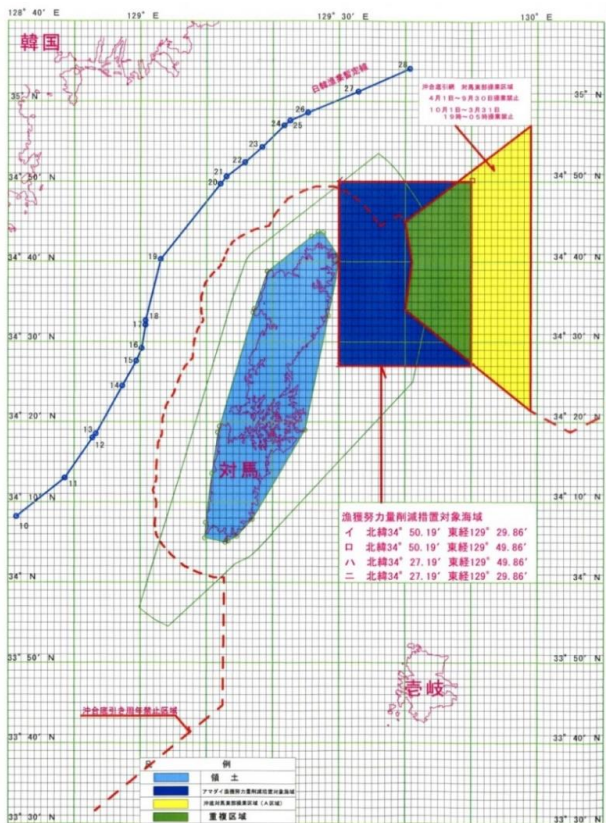 128° 40′ E
129° E
129° 30′ E
130° E
韓国
日韓漁業暫定線
28
27
26
25
24
23
22
21
20
19
18
17
16
15
14
13
12
11
10
35° N
35° N
34° 50′ N
34° 50′ N
34° 40′ N
34° 40′ N
34° 30′ N
34° 30′ N
34° 20′ N
34° 20′ N
34° 10′ N
34° 10′ N
34° N
34° N
33° 50′ N
33° 50′ N
33° 40′ N
33° 40′ N
33° 30′ N
33° 30′ N
沖合底引網 対馬東部操業区域
4月1日～9月30日操業禁止
10月1日～3月31日
19時～05時操業禁止
対馬
漁獲努力量削減措置対象海域
イ 北緯34° 50.19′ 東経129° 29.86′
ロ 北緯34° 50.19′ 東経129° 49.86′
ハ 北緯34° 27.19′ 東経129° 49.86′
ニ 北緯34° 27.19′ 東経129° 29.86′
壱岐
沖合底引き周年禁止区域
凡 例
領 土
アマダイ漁獲努力量削減措置対象海域
沖底対馬東部操業区域（A区域）
重複区域